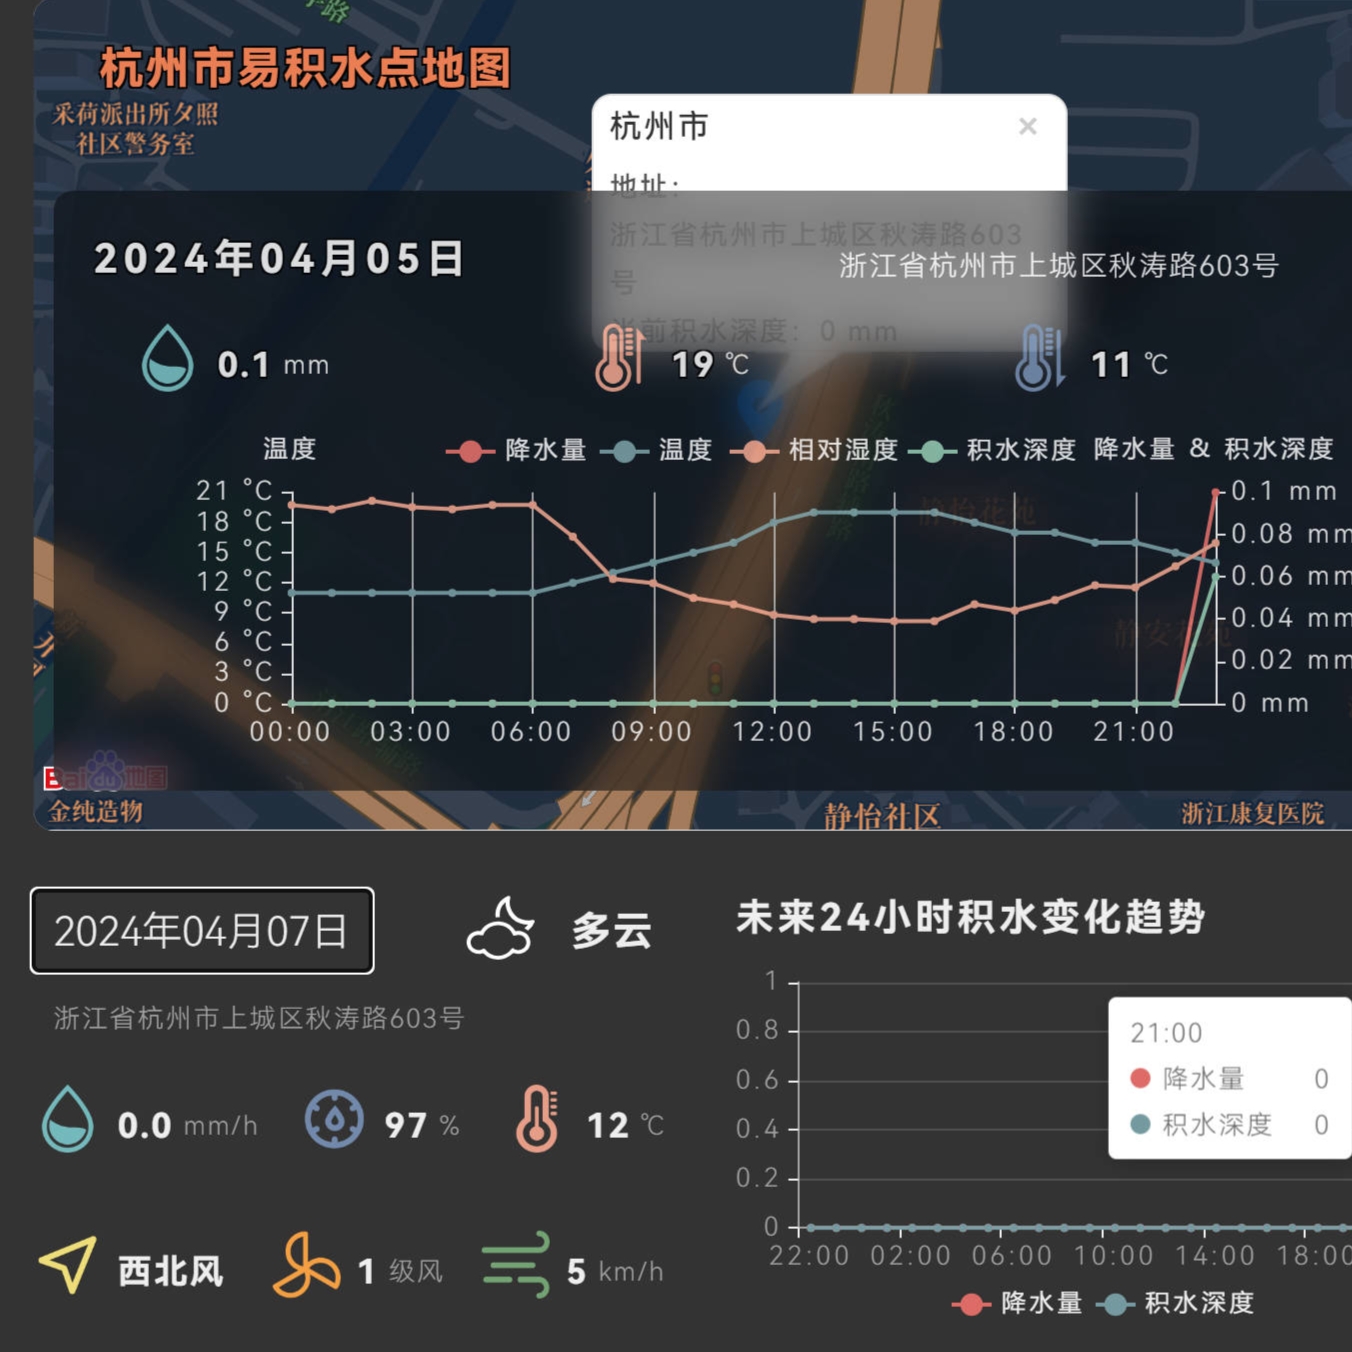 杭州市易积水点地图
采荷派出所夕照
社区警务室
杭州市
×
地址：
浙江省杭州市上城区秋涛路603
号
当前积水深度：0 mm
2024年04月05日
浙江省杭州市上城区秋涛路603号
0.1 mm
19 ℃
11 ℃
温度
降水量 温度 相对湿度 积水深度
降水量 & 积水深度
21 °C
18 °C
15 °C
12 °C
9 °C
6 °C
3 °C
0 °C
0.1 mm
0.08 mm
0.06 mm
0.04 mm
0.02 mm
0 mm
00:00 03:00 06:00 09:00 12:00 15:00 18:00 21:00
静怡花苑
静安花苑
Bai du 地图
金纯造物
静怡社区
浙江康复医院
2024年04月07日
多云
浙江省杭州市上城区秋涛路603号
0.0 mm/h
97 %
12 ℃
西北风
1 级风
5 km/h
未来24小时积水变化趋势
1
0.8
0.6
0.4
0.2
0
21:00
降水量 0
积水深度 0
22:00 02:00 06:00 10:00 14:00 18:00
降水量 积水深度